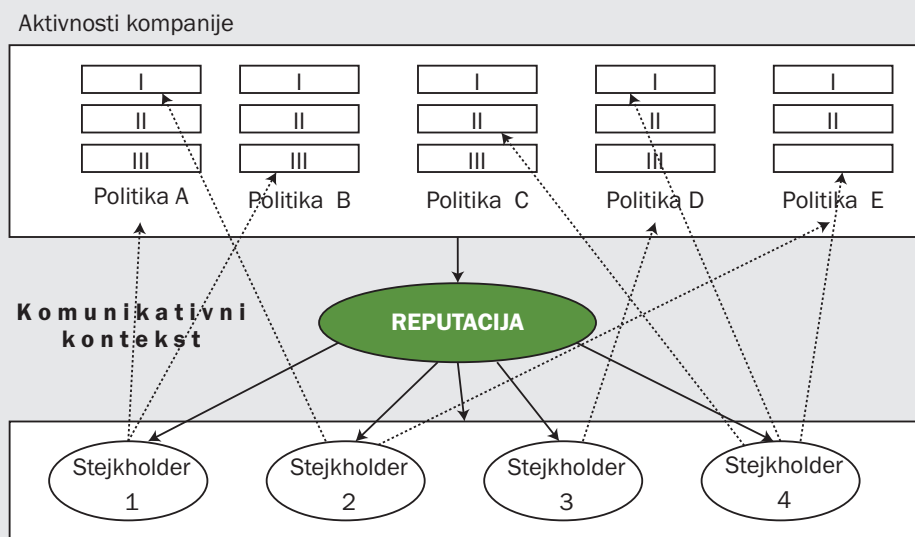 Aktivnosti kompanije
I I I I I
II II II II II
III III III III
Politika A Politika B Politika C Politika D Politika E
Komunikativni
kontekst
REPUTACIJA
Stejkholder
1
Stejkholder
2
Stejkholder
3
Stejkholder
4